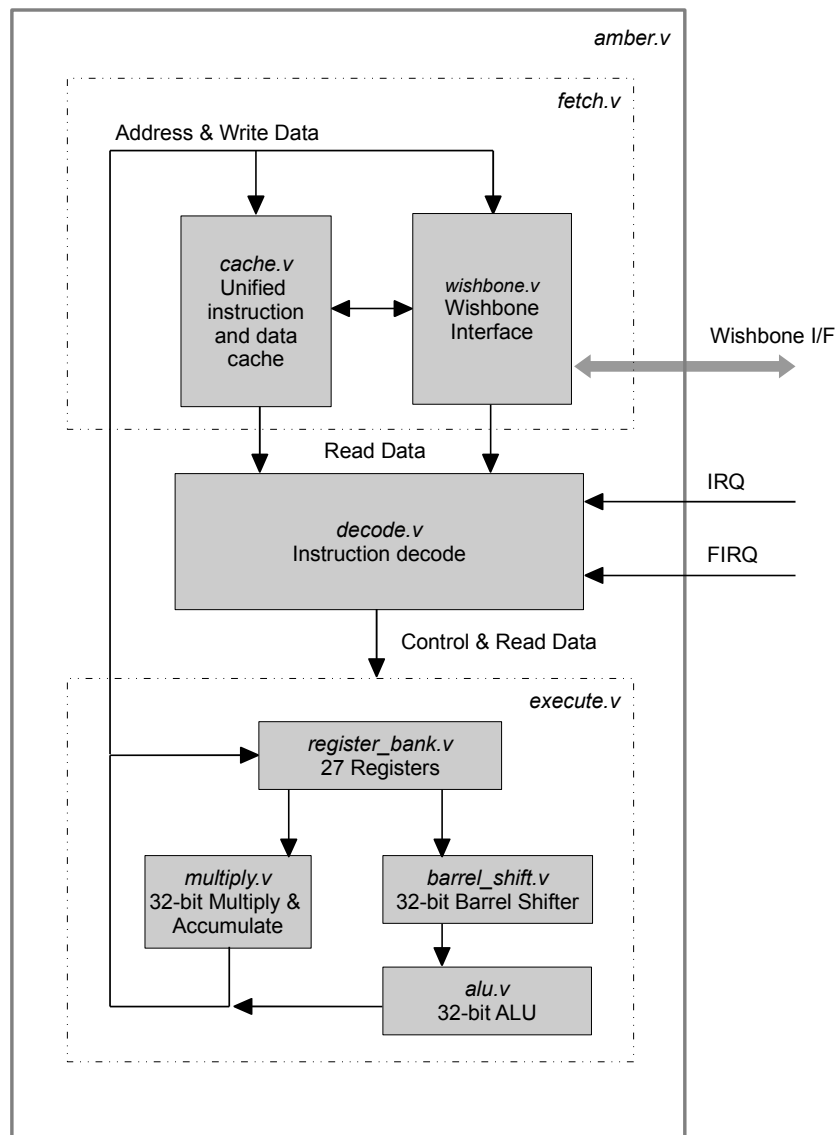 amber.v
fetch.v
Address & Write Data
cache.v
Unified
instruction
and data
cache
wishbone.v
Wishbone
Interface
Wishbone I/F
Read Data
IRQ
decode.v
Instruction decode
FIRQ
Control & Read Data
execute.v
register_bank.v
27 Registers
multiply.v
32-bit Multiply &
Accumulate
barrel_shift.v
32-bit Barrel Shifter
alu.v
32-bit ALU